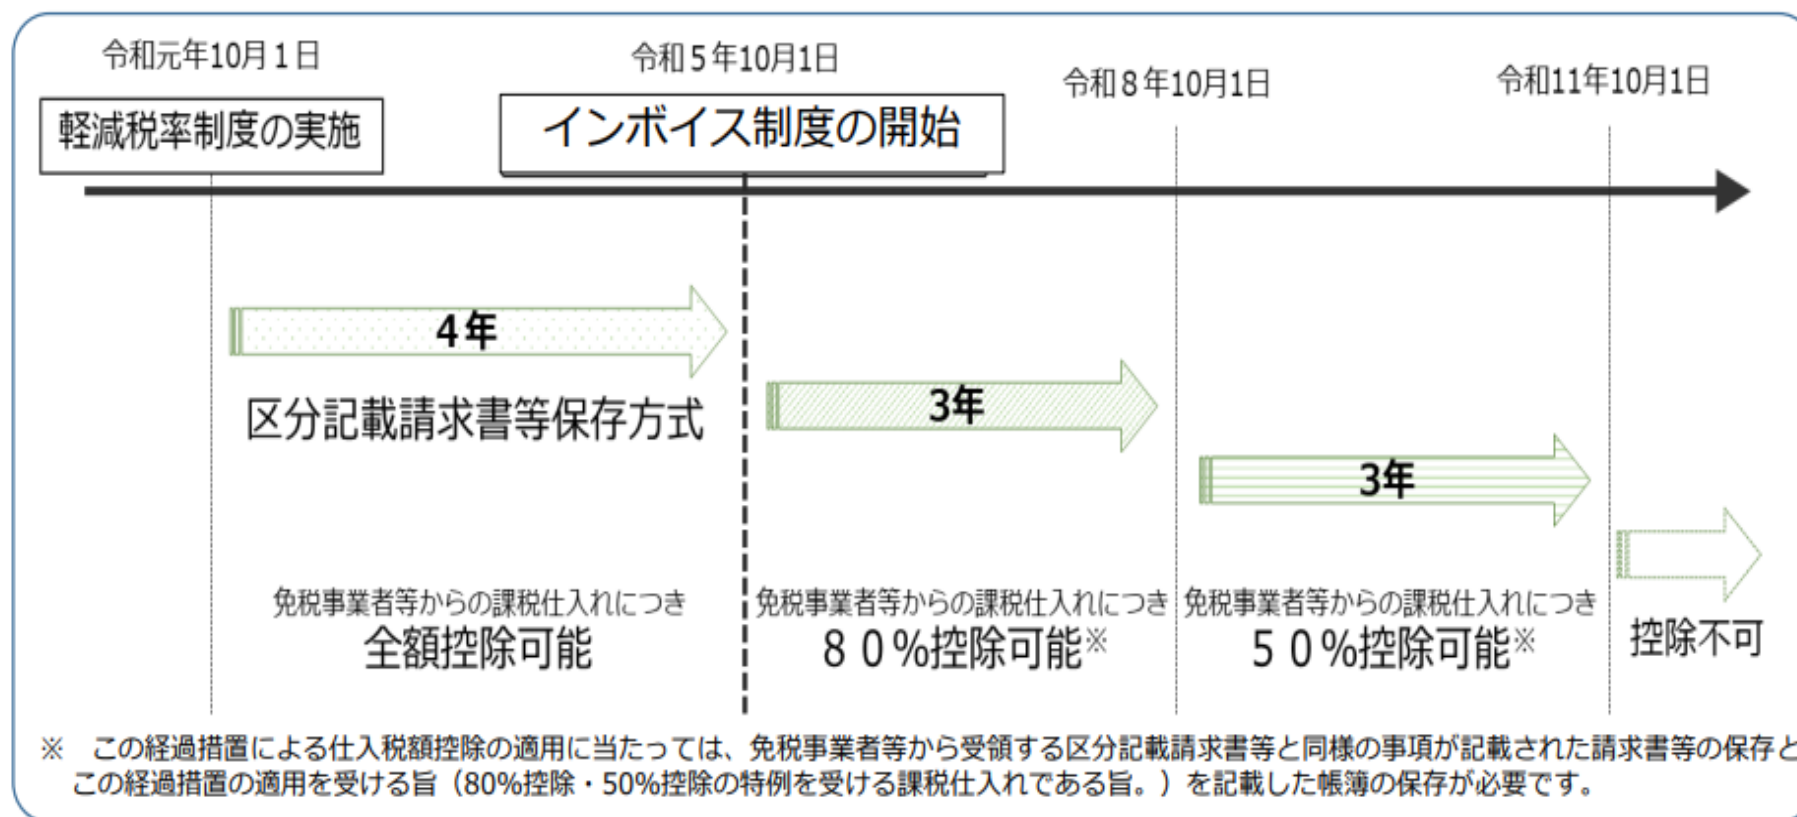 令和元年10月1日
令和5年10月1日
令和8年10月1日
令和11年10月1日
軽減税率制度の実施
インボイス制度の開始
4年
区分記載請求書等保存方式
3年
3年
免税事業者等からの課税仕入れにつき
全額控除可能
免税事業者等からの課税仕入れにつき
80%控除可能※
免税事業者等からの課税仕入れにつき
50%控除可能※
控除不可
※ この経過措置による仕入税額控除の適用に当たっては、免税事業者等から受領する区分記載請求書等と同様の事項が記載された請求書等の保存と
この経過措置の適用を受ける旨（80%控除・50%控除の特例を受ける課税仕入れである旨。）を記載した帳簿の保存が必要です。